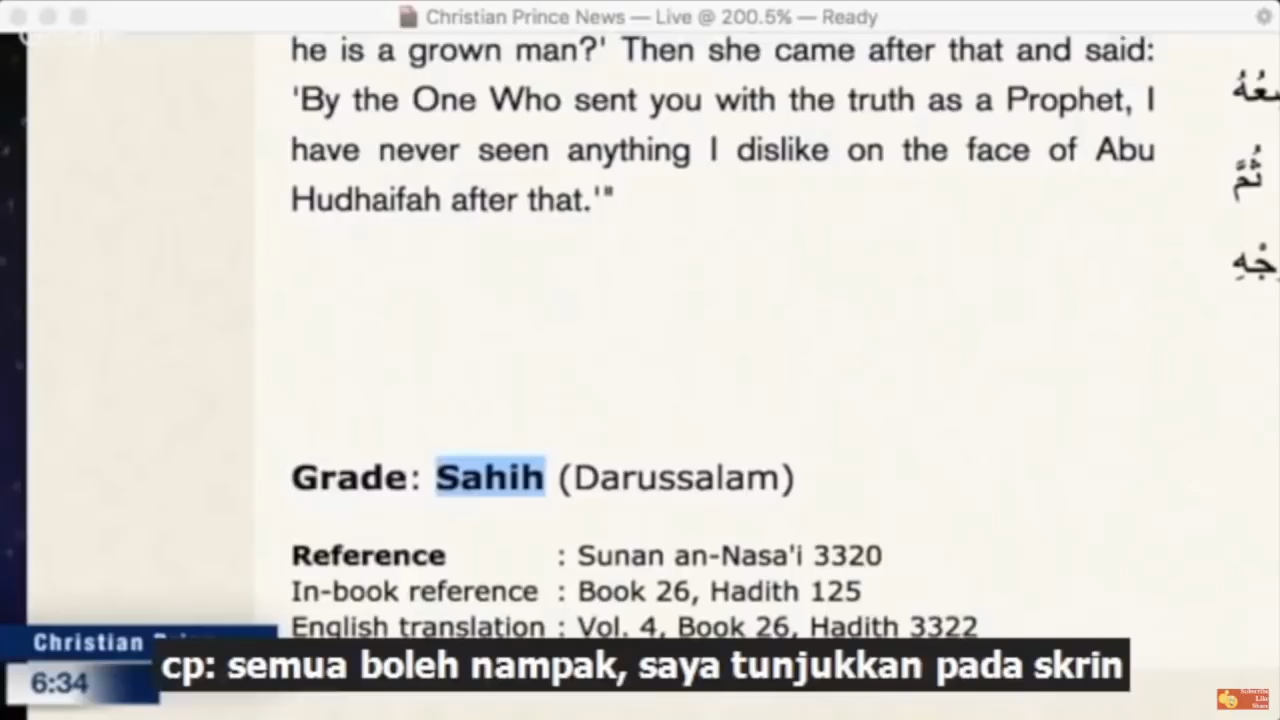 Christian Prince News — Live @ 200.5% — Ready
he is a grown man?' Then she came after that and said:
'By the One Who sent you with the truth as a Prophet, I
have never seen anything I dislike on the face of Abu
Hudhaifah after that.'"
ثُمَّ
Grade: Sahih (Darussalam)
Reference : Sunan an-Nasa'i 3320
In-book reference : Book 26, Hadith 125
English translation : Vol. 4, Book 26, Hadith 3322
Christian Prince
6:34
cp: semua boleh nampak, saya tunjukkan pada skrin
Subscribe
Like
Share